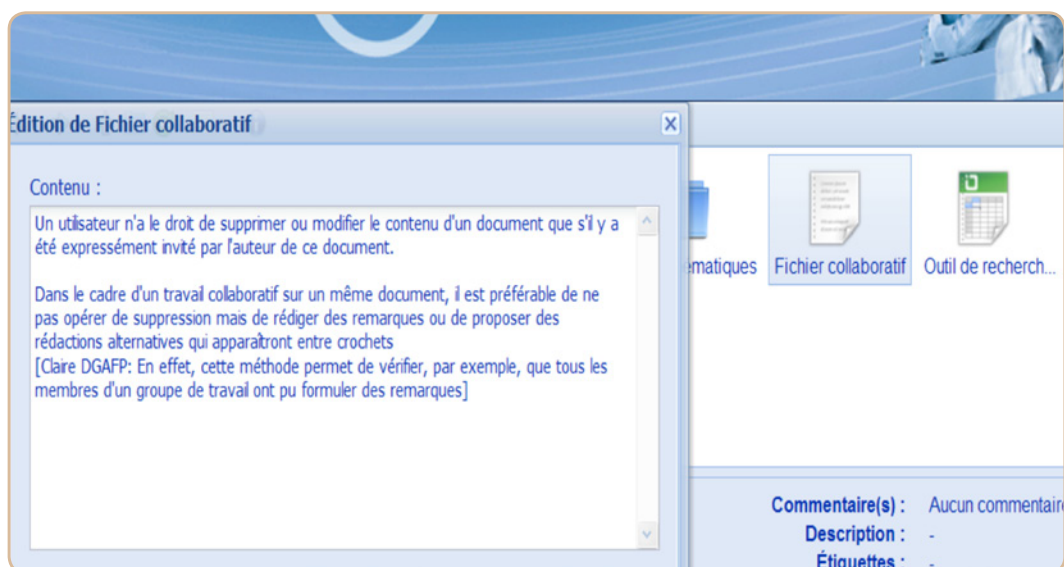 Édition de Fichier collaboratif
Contenu :
Un utilisateur n'a le droit de supprimer ou modifier le contenu d'un document que s'il y a
été expressément invité par l'auteur de ce document.
Dans le cadre d'un travail collaboratif sur un même document, il est préférable de ne
pas opérer de suppression mais de rédiger des remarques ou de proposer des
rédactions alternatives qui apparaîtront entre crochets
[Claire DGAFP: En effet, cette méthode permet de vérifier, par exemple, que tous les
membres d'un groupe de travail ont pu formuler des remarques]
ématiques
Fichier collaboratif
Outil de recherch...
Commentaire(s) : Aucun commentaire
Description : -
Étiquettes : -